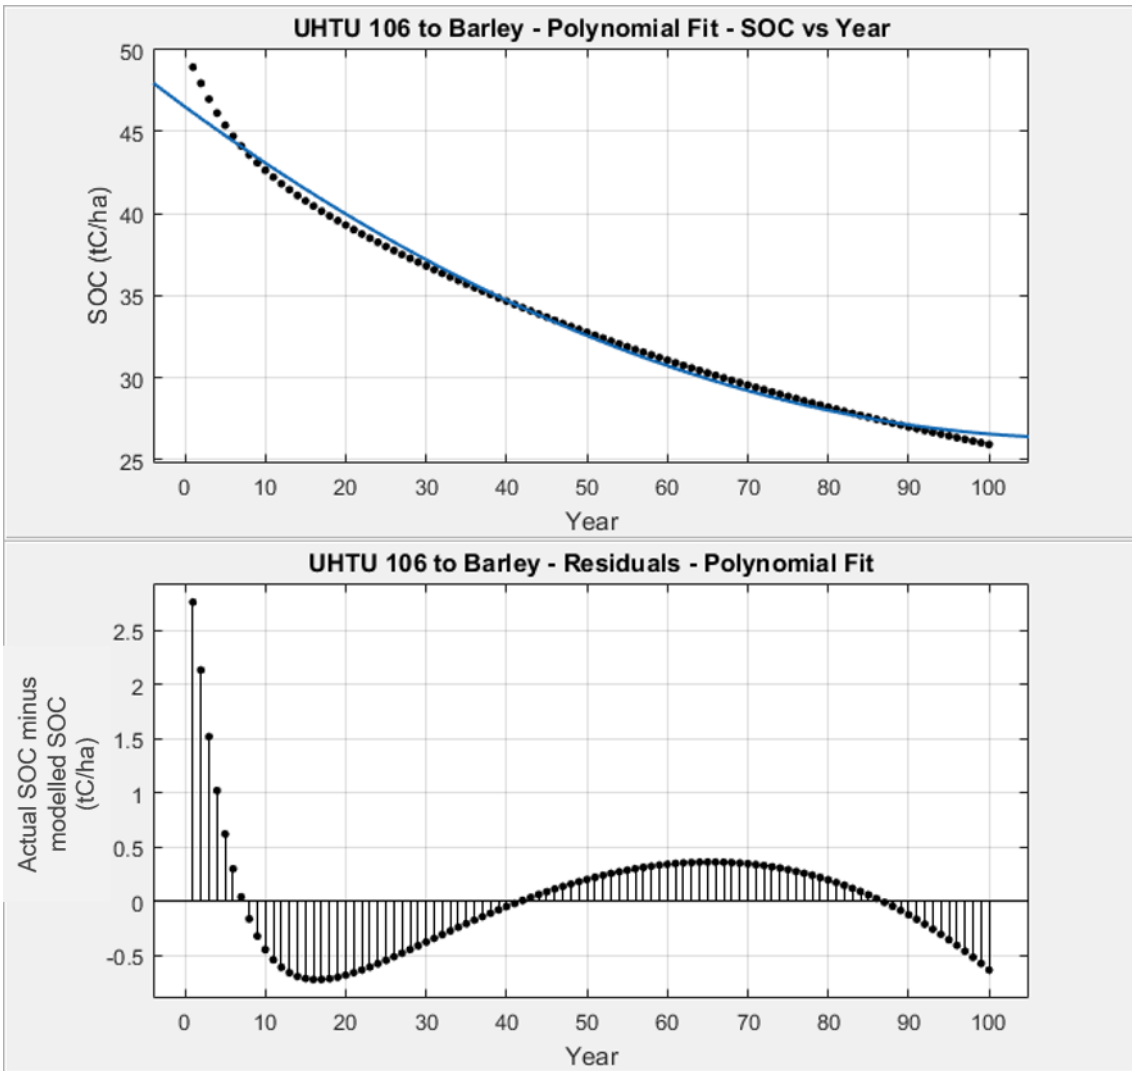 UHTU 106 to Barley - Polynomial Fit - SOC vs Year
50
45
40
35
30
25
SOC (tC/ha)
0 10 20 30 40 50 60 70 80 90 100
Year
UHTU 106 to Barley - Residuals - Polynomial Fit
2.5
2
1.5
1
0.5
0
-0.5
Actual SOC minus
modelled SOC
(tC/ha)
0 10 20 30 40 50 60 70 80 90 100
Year